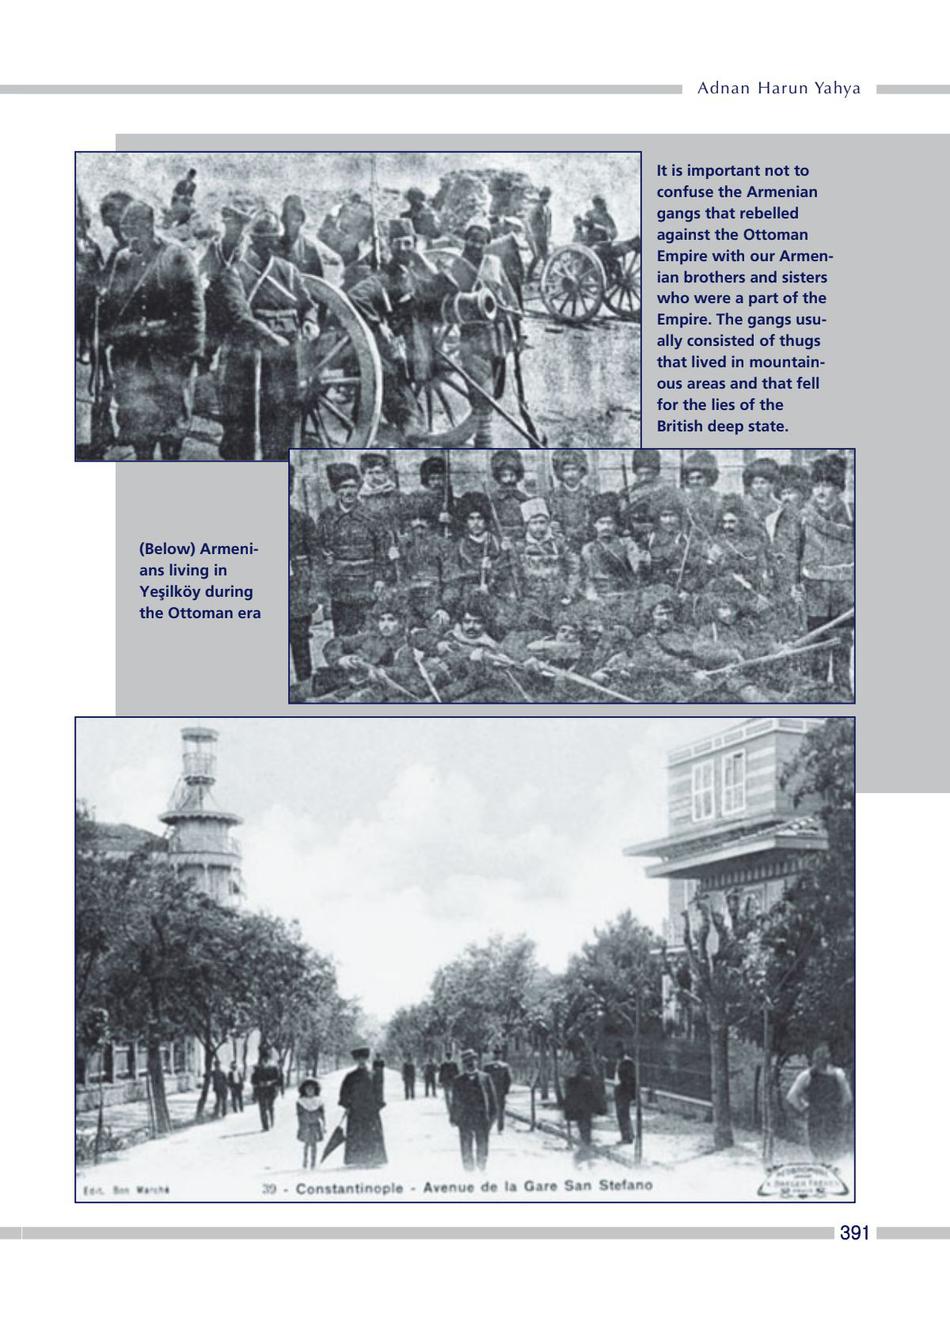 Adnan Harun Yahya
It is important not to
confuse the Armenian
gangs that rebelled
against the Ottoman
Empire with our Armen-
ian brothers and sisters
who were a part of the
Empire. The gangs usu-
ally consisted of thugs
that lived in mountain-
ous areas and that fell
for the lies of the
British deep state.
(Below) Armeni-
ans living in
Yeşilköy during
the Ottoman era
Edit. Bon Marché
39 - Constantinople - Avenue de la Gare San Stefano
391